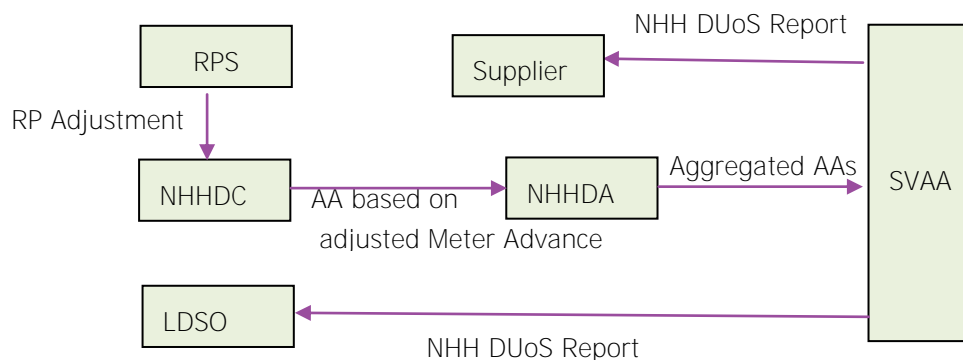 NHH DUoS Report
RPS
Supplier
RP Adjustment
Aggregated AAs
NHHDC
AA based on
adjusted Meter Advance
NHHDA
SVAA
LDSO
NHH DUoS Report